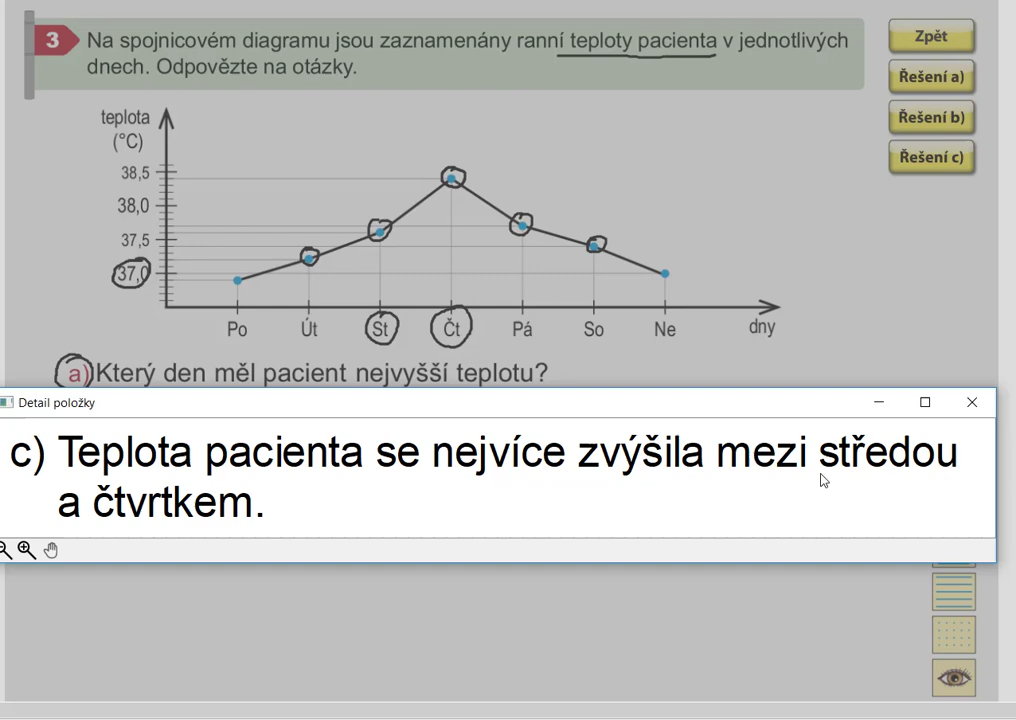 3 Na spojnicovém diagramu jsou zaznamenány ranní teploty pacienta v jednotlivých
dnech. Odpovězte na otázky.
Zpět
Řešení a)
Řešení b)
Řešení c)
teplota
(°C)
38,5
38,0
37,5
37,0
Po Út St Čt Pá So Ne dny
a) Který den měl pacient nejvyšší teplotu?
Detail položky
c) Teplota pacienta se nejvíce zvýšila mezi středou
a čtvrtkem.